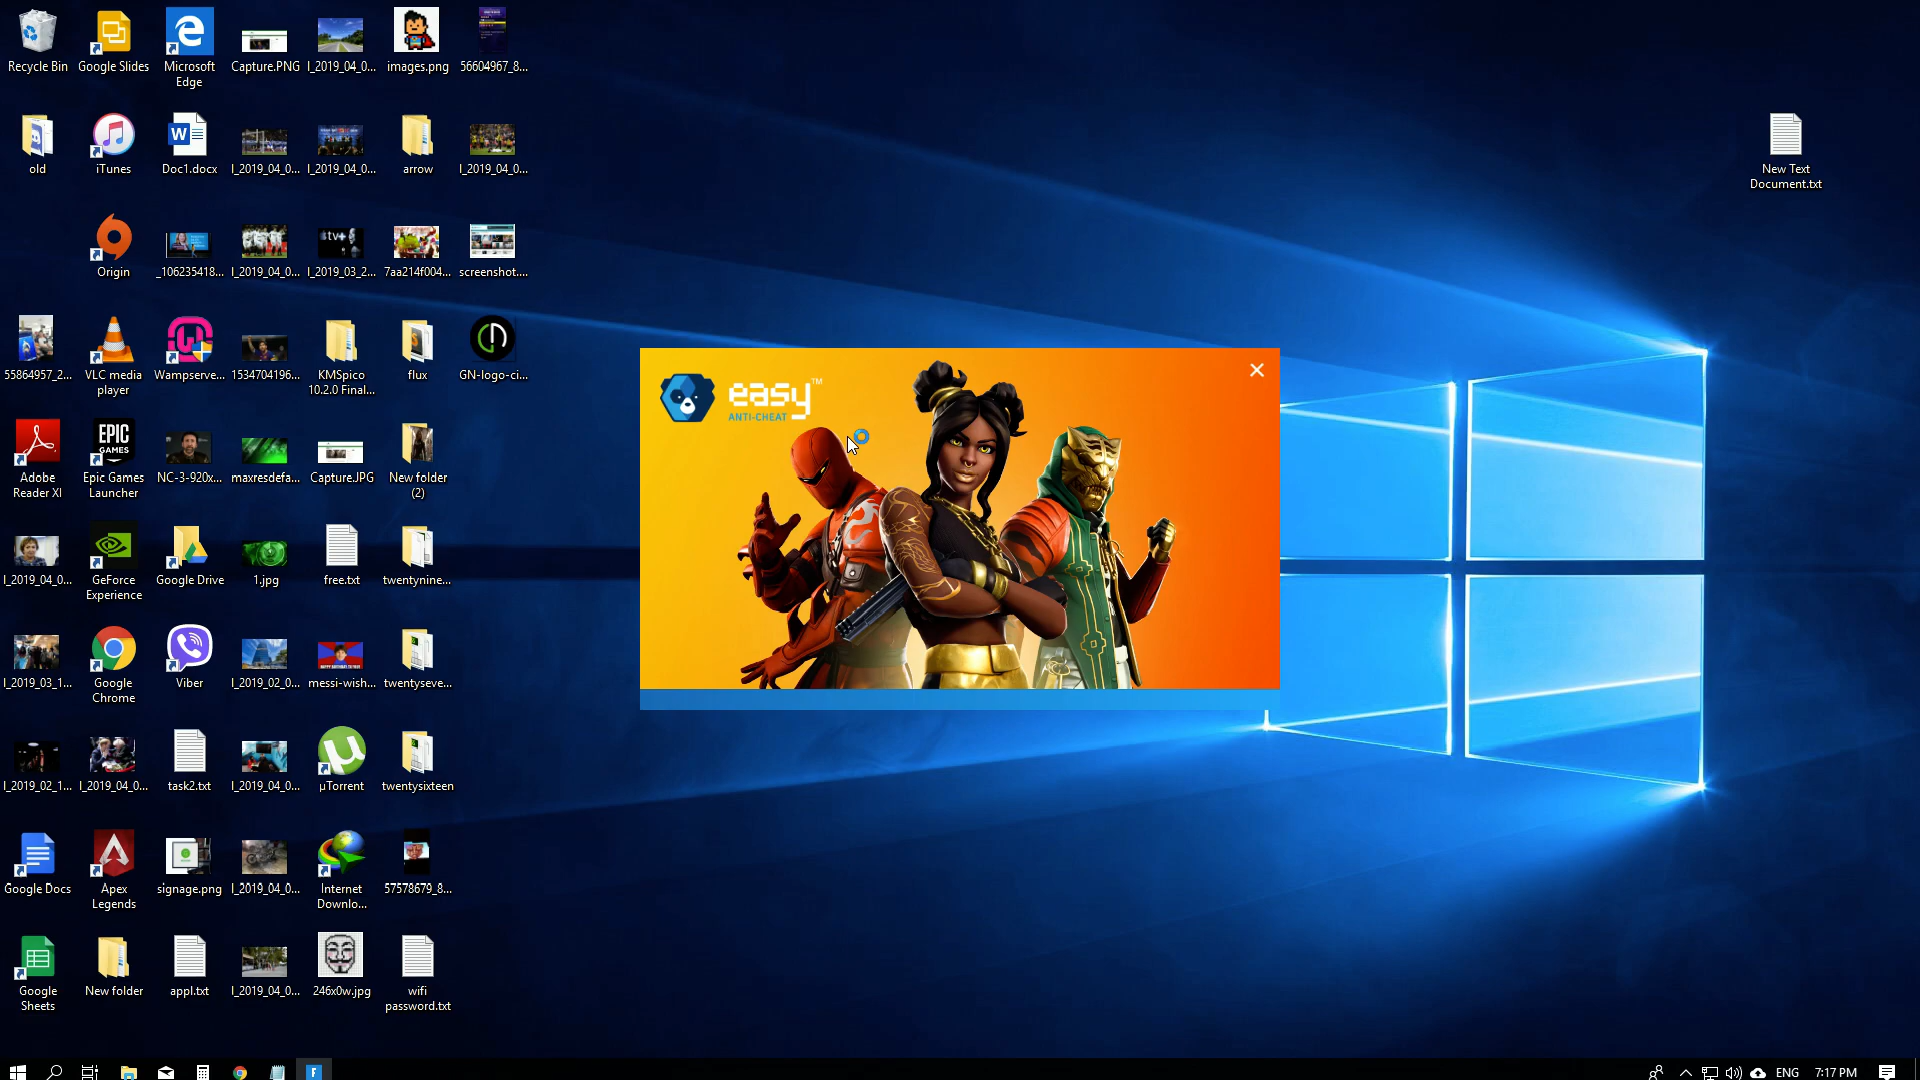 Recycle Bin
Google Slides
Microsoft
Edge
Capture.PNG
I_2019_04_0...
images.png
56604967_8...
old
iTunes
Doc1.docx
I_2019_04_0...
I_2019_04_0...
arrow
I_2019_04_0...
New Text
Document.txt
Origin
_106235418...
I_2019_04_0...
I_2019_03_2...
7aa214f004...
screenshot....
55864957_2...
VLC media
player
Wampserve...
1534704196...
KMSpico
10.2.0 Final...
flux
GN-logo-ci...
easy™
ANTI-CHEAT
Adobe
Reader XI
EPIC
GAMES
Epic Games
Launcher
NC-3-920x...
maxresdefa...
Capture.JPG
New folder
(2)
I_2019_04_0...
GeForce
Experience
Google Drive
1.jpg
free.txt
twentynine...
I_2019_03_1...
Google
Chrome
Viber
I_2019_02_0...
messi-wish...
twentyseve...
I_2019_02_1...
I_2019_04_0...
task2.txt
I_2019_04_0...
µTorrent
twentysixteen
Google Docs
Apex
Legends
signage.png
I_2019_04_0...
Internet
Downlo...
57578679_8...
Google
Sheets
New folder
appl.txt
I_2019_04_0...
246x0w.jpg
wifi
password.txt
ENG
7:17 PM